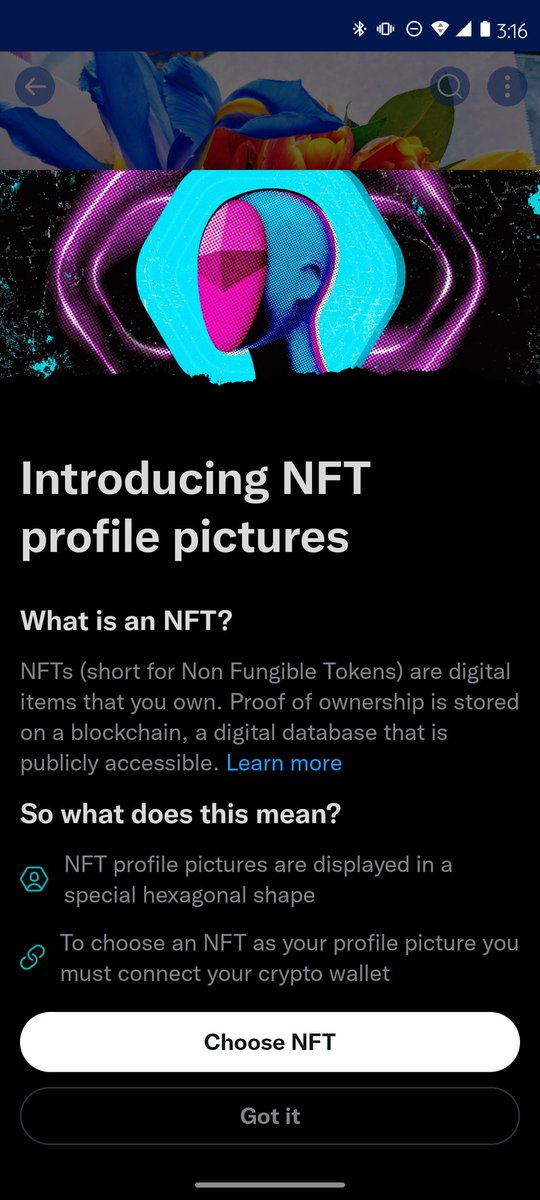 3:16
Introducing NFT
profile pictures
What is an NFT?
NFTs (short for Non Fungible Tokens) are digital
items that you own. Proof of ownership is stored
on a blockchain, a digital database that is
publicly accessible. Learn more
So what does this mean?
NFT profile pictures are displayed in a
special hexagonal shape
To choose an NFT as your profile picture you
must connect your crypto wallet
Choose NFT
Got it